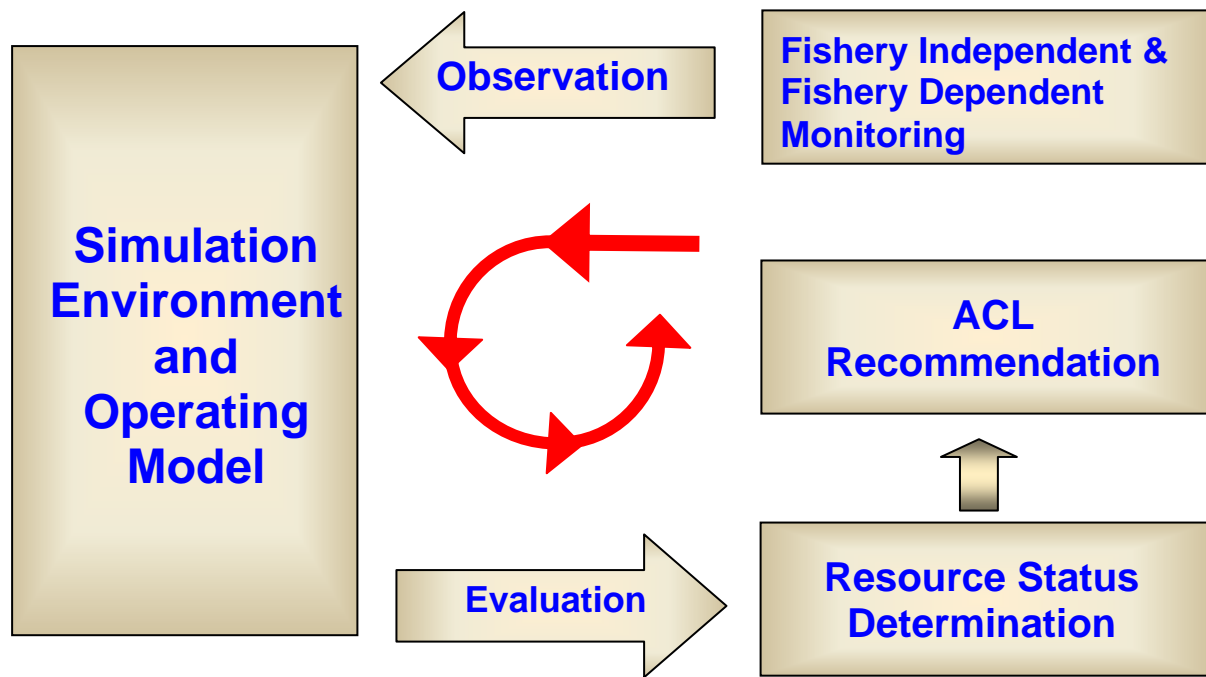 Observation
Fishery Independent &
Fishery Dependent
Monitoring
Simulation
Environment
and
Operating
Model
ACL
Recommendation
Evaluation
Resource Status
Determination